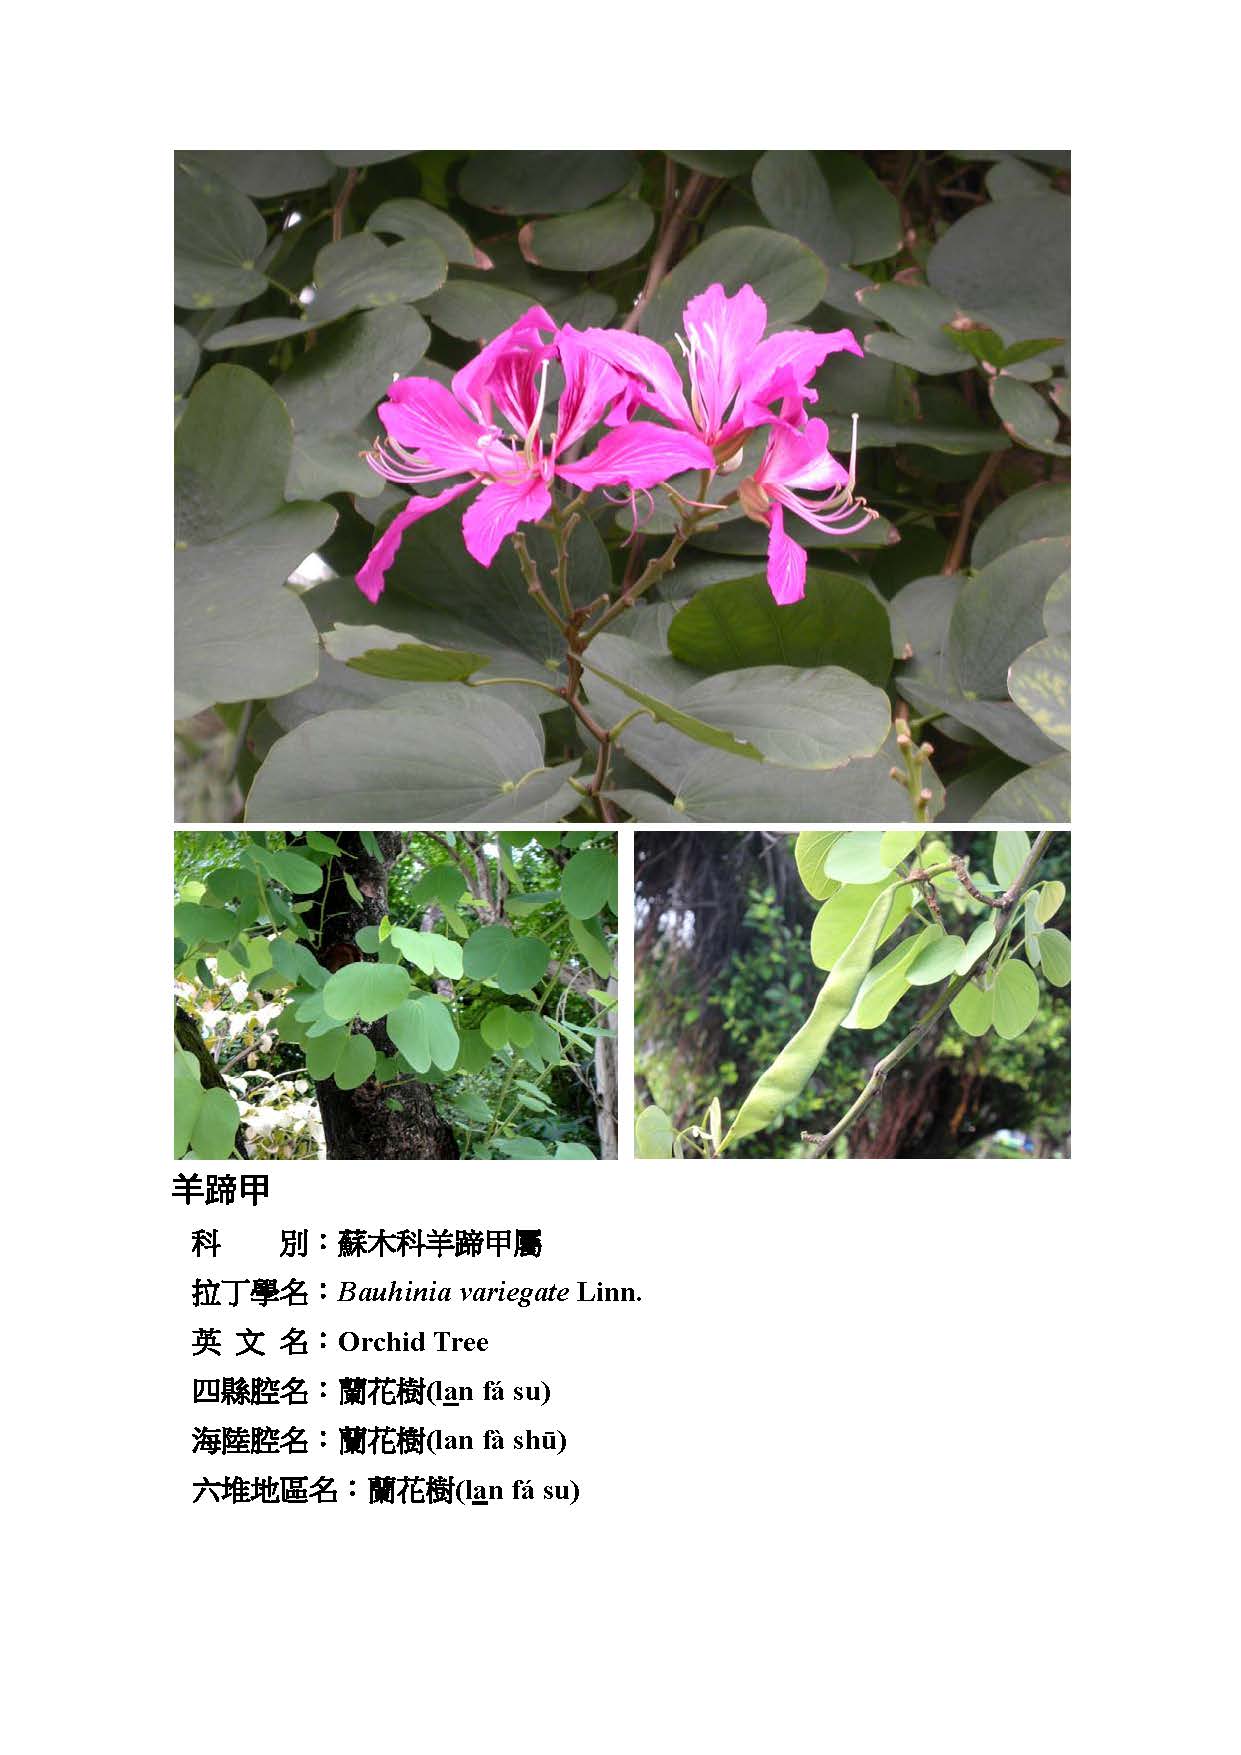 羊蹄甲
科　　別：蘇木科羊蹄甲屬
拉丁學名：Bauhinia variegate Linn.
英 文 名：Orchid Tree
四縣腔名：蘭花樹(lan fá su)
海陸腔名：蘭花樹(lan fà shū)
六堆地區名：蘭花樹(lan fá su)